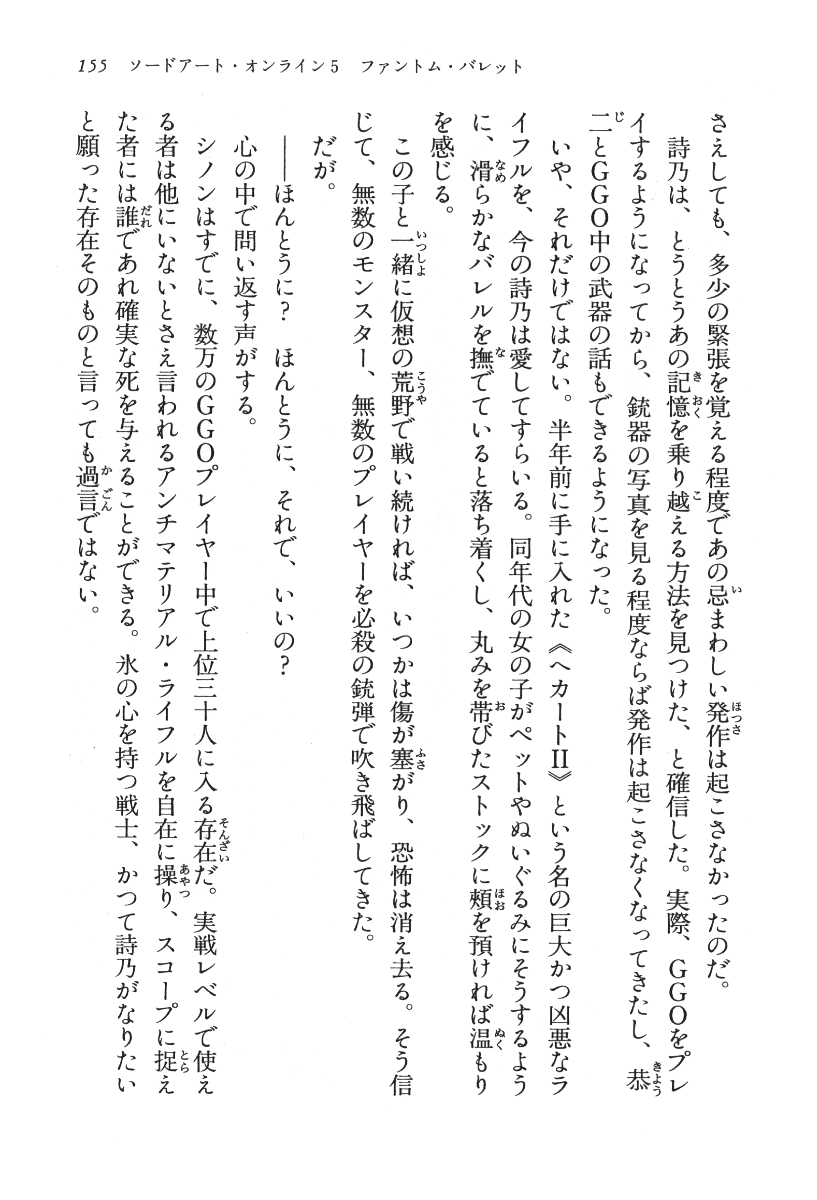 155 ソードアート・オンライン5 ファントム・バレット
さえしても、多少の緊張を覚える程度であの忌まわしい発作は起こさなかったのだ。
詩乃は、とうとうあの記憶を乗り越える方法を見つけた、と確信した。実際、GGOをプレ
イするようになってから、銃器の写真を見る程度ならば発作は起こさなくなってきたし、恭
二とGGO中の武器の話もできるようになった。
いや、それだけではない。半年前に手に入れた《ヘカートII》という名の巨大かつ凶悪なラ
イフルを、今の詩乃は愛してすらいる。同年代の女の子がペットやぬいぐるみにそうするよう
に、滑らかなバレルを撫でていると落ち着くし、丸みを帯びたストックに頬を預ければ温もり
を感じる。
この子と一緒に仮想の荒野で戦い続ければ、いつかは傷が塞がり、恐怖は消え去る。そう信
じて、無数のモンスター、無数のプレイヤーを必殺の銃弾で吹き飛ばしてきた。
だが。
――ほんとうに? ほんとうに、それで、いいの?
心の中で問い返す声がする。
シノンはすでに、数万のGGOプレイヤー中で上位三十人に入る存在だ。実戦レベルで使え
る者は他にいないとさえ言われるアンチマテリアル・ライフルを自在に操り、スコープに捉え
た者には誰であれ確実な死を与えることができる。氷の心を持つ戦士、かつて詩乃がなりたい
と願った存在そのものと言っても過言ではない。